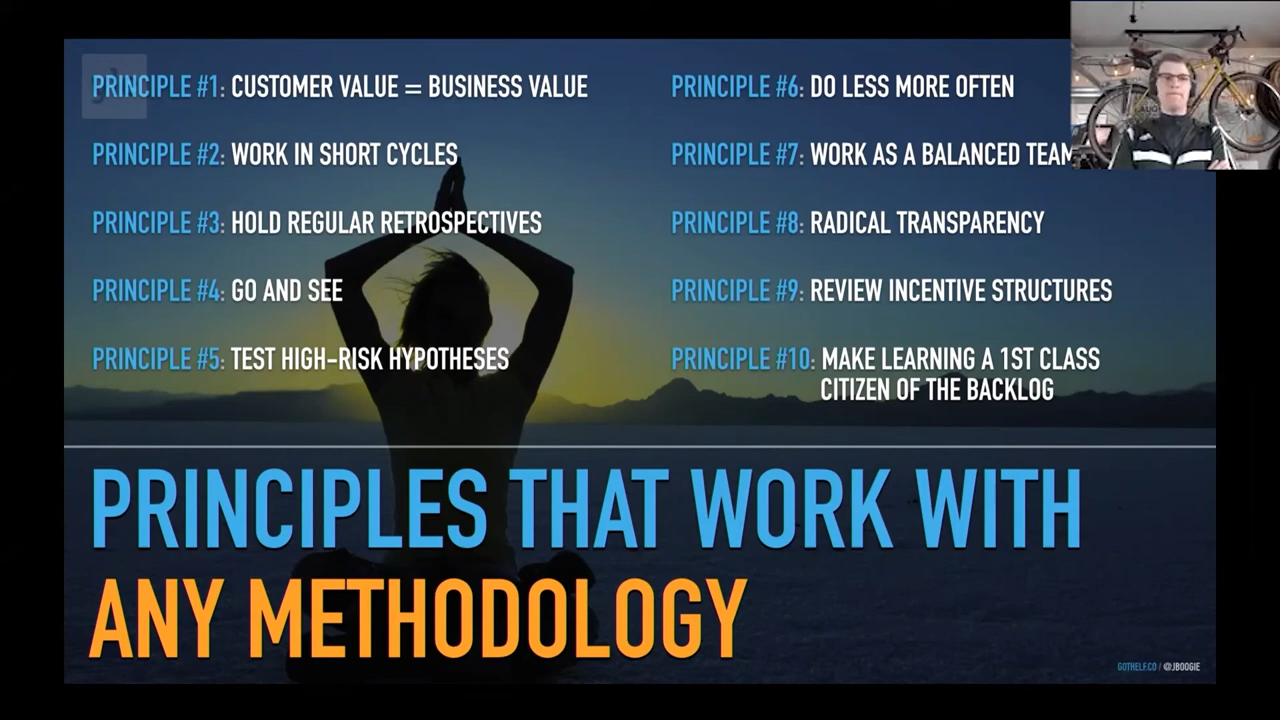 PRINCIPLE #1: CUSTOMER VALUE = BUSINESS VALUE
PRINCIPLE #2: WORK IN SHORT CYCLES
PRINCIPLE #3: HOLD REGULAR RETROSPECTIVES
PRINCIPLE #4: GO AND SEE
PRINCIPLE #5: TEST HIGH-RISK HYPOTHESES
PRINCIPLE #6: DO LESS MORE OFTEN
PRINCIPLE #7: WORK AS A BALANCED TEAM
PRINCIPLE #8: RADICAL TRANSPARENCY
PRINCIPLE #9: REVIEW INCENTIVE STRUCTURES
PRINCIPLE #10: MAKE LEARNING A 1ST CLASS
CITIZEN OF THE BACKLOG
PRINCIPLES THAT WORK WITH
ANY METHODOLOGY
GOTHELF.CO / @JBOOGIE